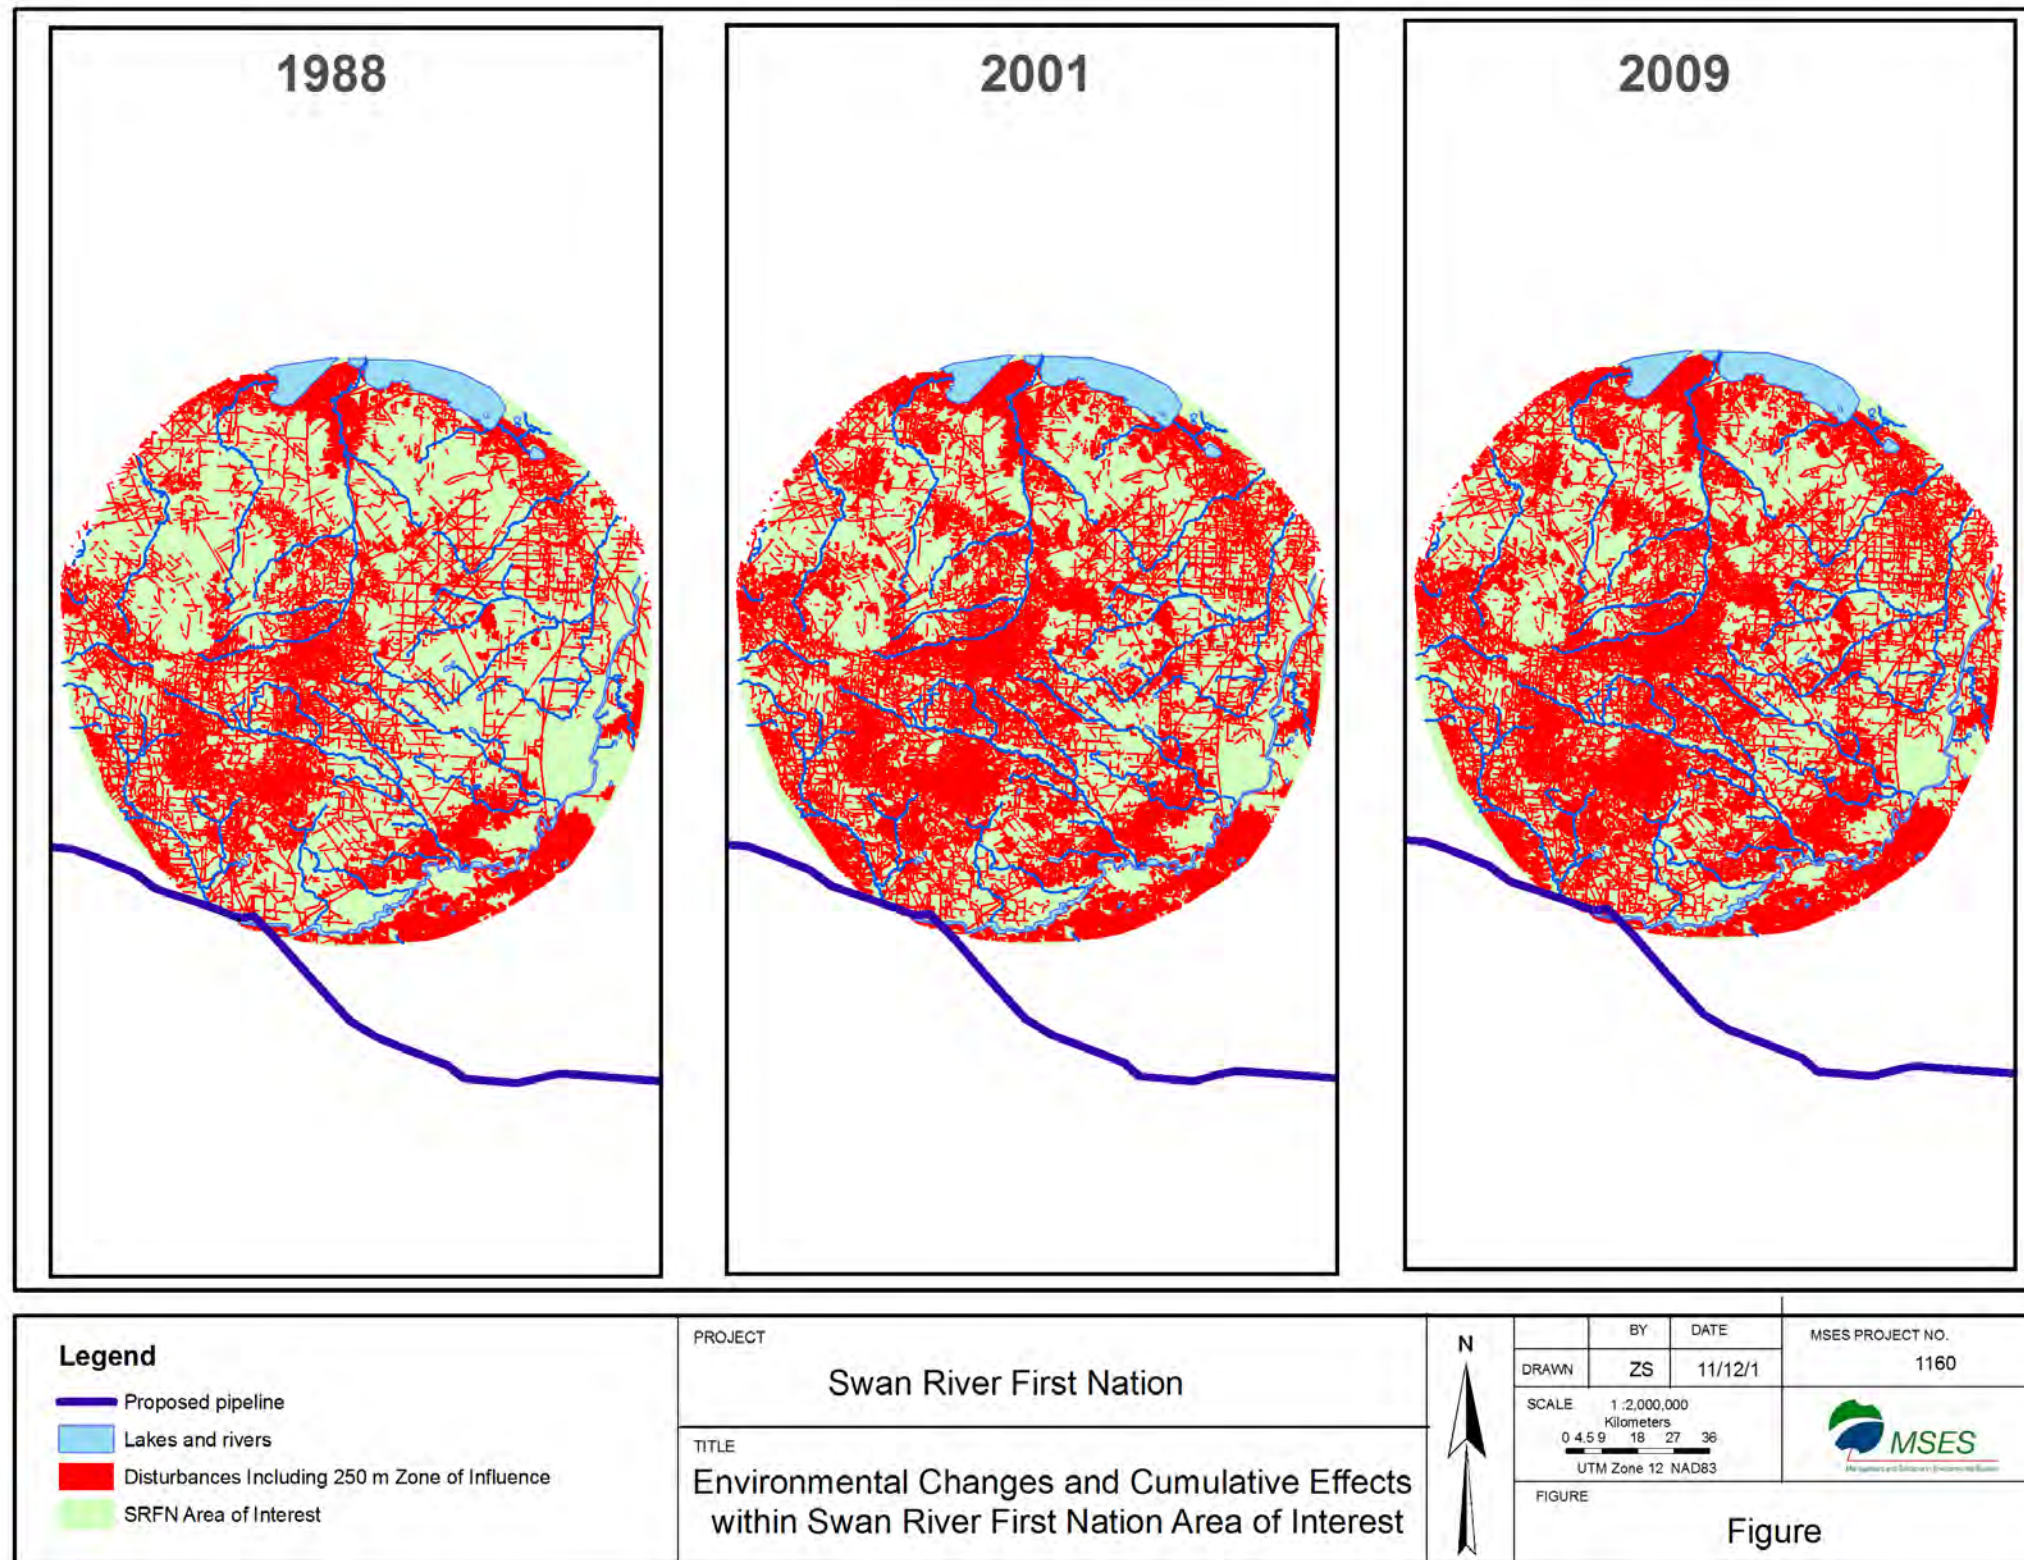 1988
2001
2009
Legend
Proposed pipeline
Lakes and rivers
Disturbances Including 250 m Zone of Influence
SRFN Area of Interest
PROJECT
Swan River First Nation
TITLE
Environmental Changes and Cumulative Effects
within Swan River First Nation Area of Interest
N
BY DATE
DRAWN ZS 11/12/1
SCALE 1 :2,000,000
Kilometers
0 4.5 9 18 27 36
UTM Zone 12 NAD83
MSES PROJECT NO.
1160
MSES
FIGURE
Figure